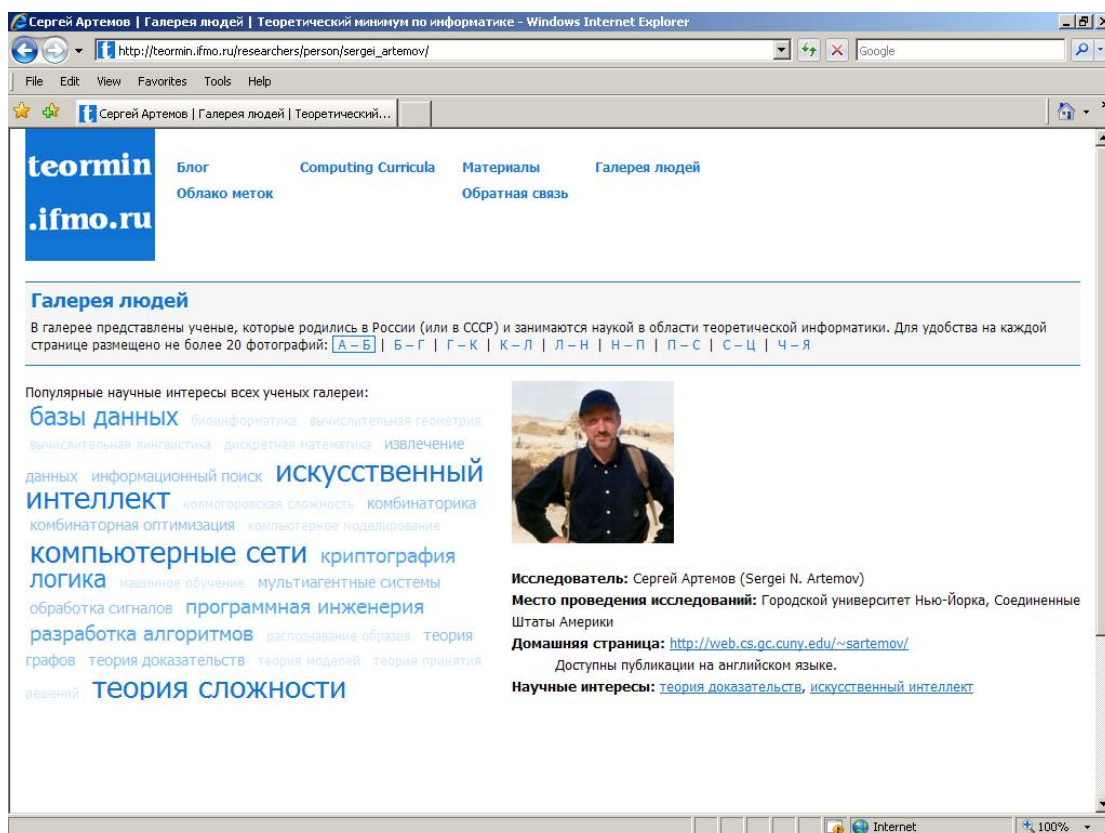 Сергей Артемов | Галерея людей | Теоретический минимум по информатике - Windows Internet Explorer
http://teormin.ifmo.ru/researchers/person/sergei_artemov/
Google
File Edit View Favorites Tools Help
Сергей Артемов | Галерея людей | Теоретический...
teormin
.ifmo.ru
Блог Computing Curricula Материалы Галерея людей
Облако меток Обратная связь
Галерея людей
В галерее представлены ученые, которые родились в России (или в СССР) и занимаются наукой в области теоретической информатики. Для удобства на каждой
странице размещено не более 20 фотографий: А – Б | Б – Г | Г – К | К – Л | Л – Н | Н – П | П – С | С – Ц | Ч – Я
Популярные научные интересы всех ученых галереи:
базы данных биоинформатика вычислительная геометрия
вычислительная лингвистика дискретная математика извлечение
данных информационный поиск искусственный
интеллект колмогоровская сложность комбинаторика
комбинаторная оптимизация компьютерное моделирование
компьютерные сети криптография
логика машинное обучение мультиагентные системы
обработка сигналов программная инженерия
разработка алгоритмов распознавание образов теория
графов теория доказательств теория моделей теория принятия
решений теория сложности
Исследователь: Сергей Артемов (Sergei N. Artemov)
Место проведения исследований: Городской университет Нью-Йорка, Соединенные
Штаты Америки
Домашняя страница: http://web.cs.gc.cuny.edu/~sartemov/
Доступны публикации на английском языке.
Научные интересы: теория доказательств, искусственный интеллект
Internet 100%